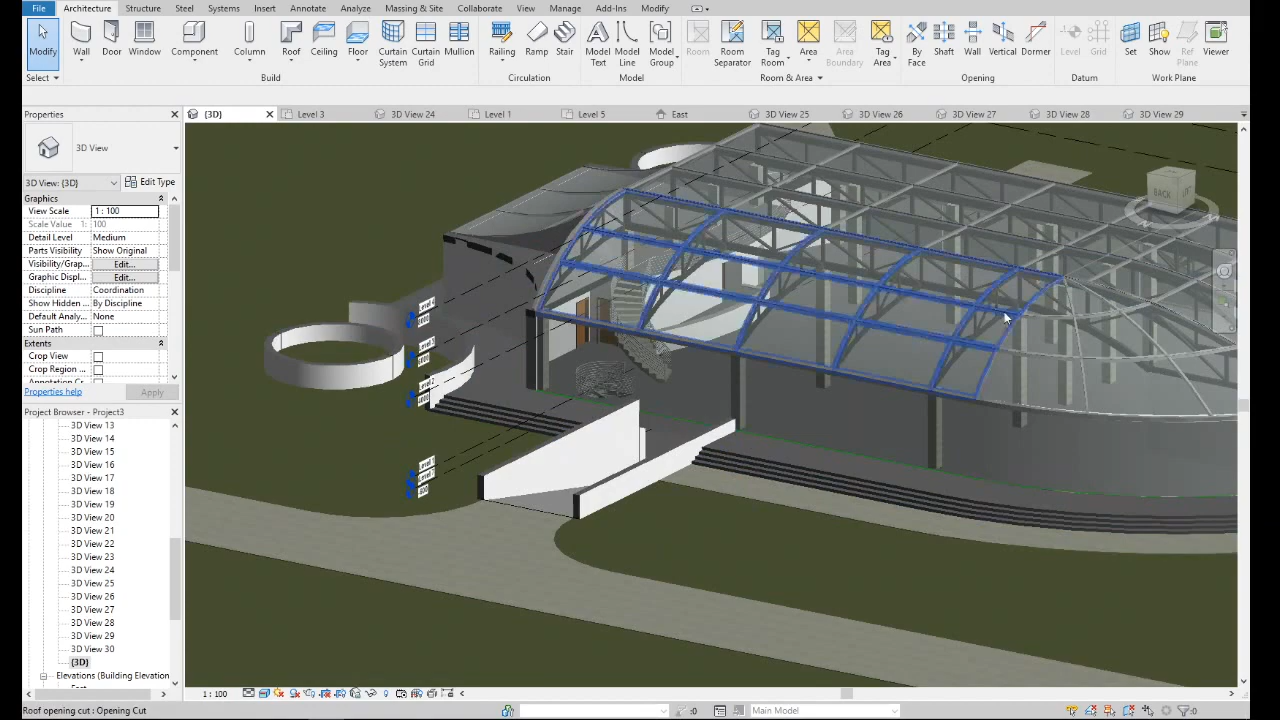 File Architecture Structure Steel Systems Insert Annotate Analyze Massing & Site Collaborate View Manage Add-Ins Modify
Modify Wall Door Window Component Column Roof Ceiling Floor Curtain System Curtain Grid Mullion Railing Ramp Stair Model Text Model Line Model Group Room Room Separator Tag Room Area Area Boundary Tag Area By Face Shaft Wall Vertical Dormer Level Grid Set Show Ref Plane Viewer
Select Build Circulation Model Room & Area Opening Datum Work Plane
Properties
{3D} Level 3 3D View 24 Level 1 Level 5 East 3D View 25 3D View 26 3D View 27 3D View 28 3D View 29
3D View
3D View: {3D} Edit Type
Graphics
View Scale 1 : 100
Scale Value 1: 100
Detail Level Medium
Parts Visibility Show Original
Visibility/Grap... Edit...
Graphic Displ... Edit...
Discipline Coordination
Show Hidden ... By Discipline
Default Analy... None
Sun Path
Extents
Crop View
Crop Region ...
Properties help Apply
Project Browser - Project3
3D View 13
3D View 14
3D View 15
3D View 16
3D View 17
3D View 18
3D View 19
3D View 20
3D View 21
3D View 22
3D View 23
3D View 24
3D View 25
3D View 26
3D View 27
3D View 28
3D View 29
3D View 30
{3D}
Elevations (Building Elevation
BACK
Level 4
Level 3
Level 2
1 : 100
:0
Main Model
:0
Roof opening cut : Opening Cut